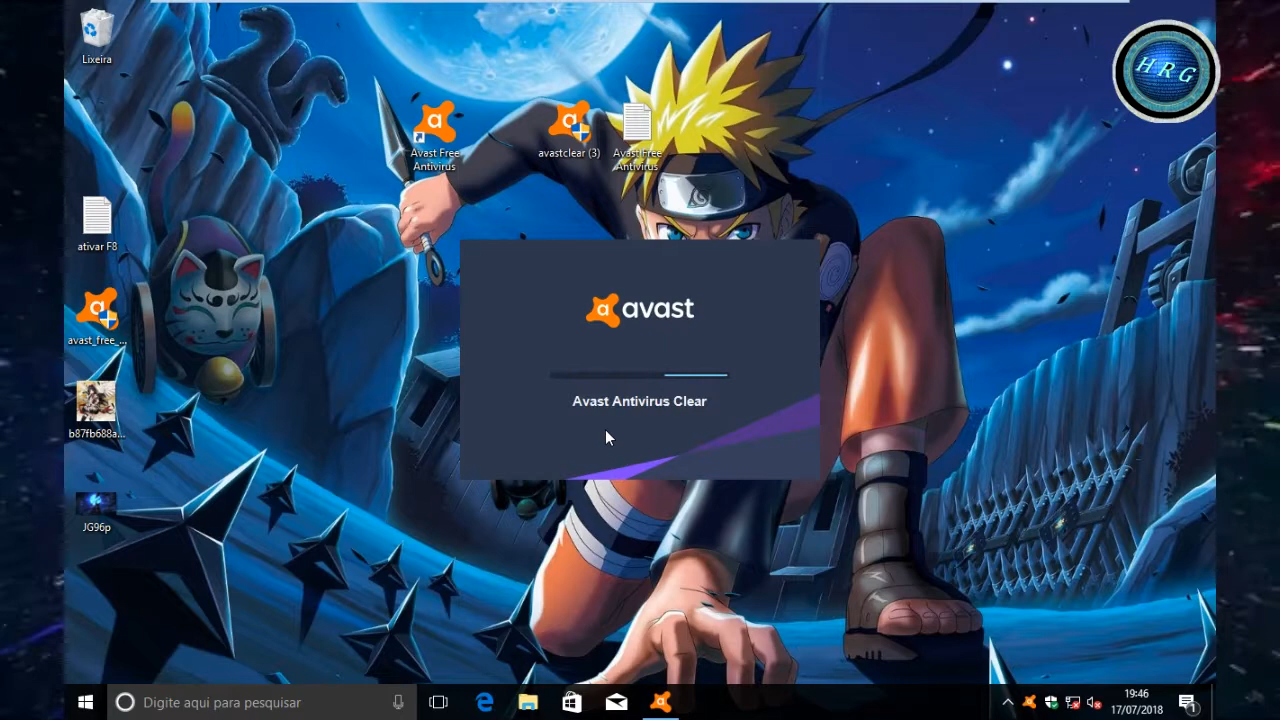 Lixeira
HRG
Avast Free
Antivirus
avastclear (3)
Avast Free
Antivirus
ativar F8
avast_free_...
b87fb688a...
JG96p
avast
Avast Antivirus Clear
Digite aqui para pesquisar
19:46
17/07/2018
1